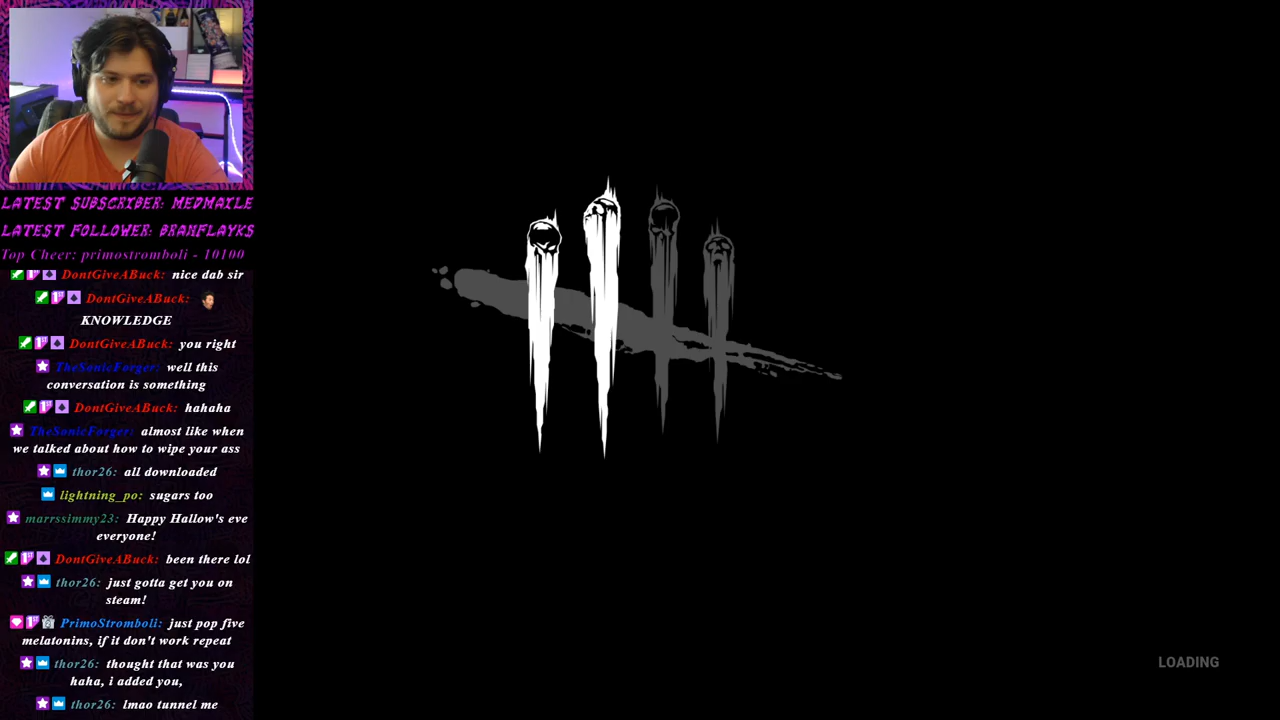 LATEST SUBSCRIBER: MEDMAILE
LATEST FOLLOWER: BRAMFLAYKS
Top Cheer: primostromboli - 10100
DontGiveABuck: nice dab sir
DontGiveABuck:
KNOWLEDGE
DontGiveABuck: you right
TheSonicForger: well this
conversation is something
DontGiveABuck: hahaha
TheSonicForger: almost like when
we talked about how to wipe your ass
thor26: all downloaded
lightning_po: sugars too
marrssimmy23: Happy Hallow's eve
everyone!
DontGiveABuck: been there lol
thor26: just gotta get you on
steam!
PrimoStromboli: just pop five
melatonins, if it don't work repeat
thor26: thought that was you
haha, i added you,
thor26: lmao tunnel me
LOADING